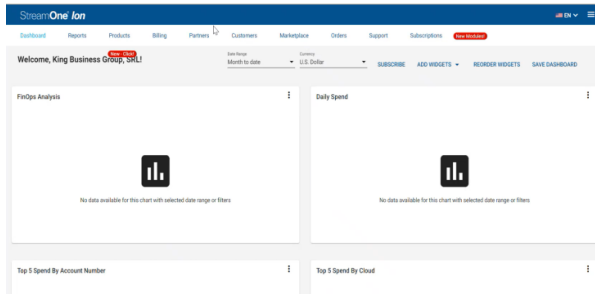 StreamOne® Ion
EN
Dashboard Reports Products Billing Partners Customers Marketplace Orders Support Subscriptions New Modules!
New - Click!
Welcome, King Business Group, SRL!
Date Range
Month to date
Currency
U.S. Dollar
SUBSCRIBE ADD WIDGETS REORDER WIDGETS SAVE DASHBOARD
FinOps Analysis
No data available for this chart with selected date range or filters
Daily Spend
No data available for this chart with selected date range or filters
Top 5 Spend By Account Number
Top 5 Spend By Cloud